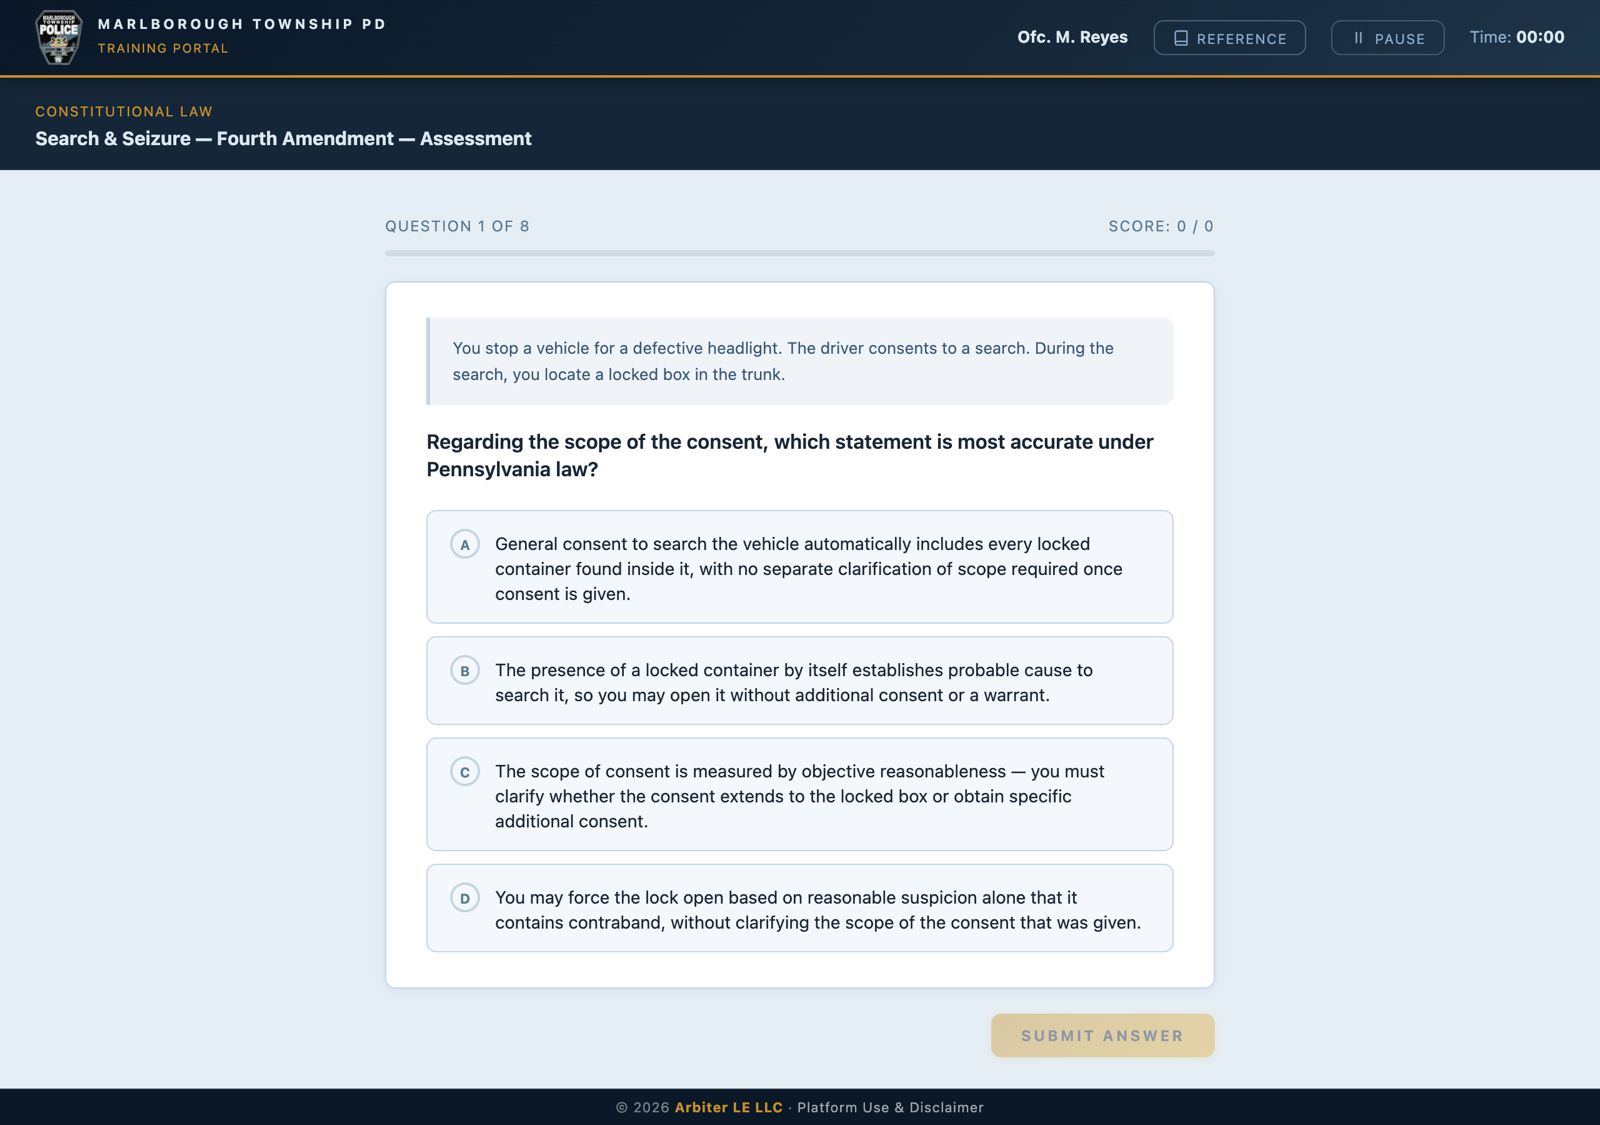 MARLBOROUGH
TOWNSHIP
POLICE
MARLBOROUGH TOWNSHIP PD
TRAINING PORTAL
Ofc. M. Reyes
REFERENCE
PAUSE
Time: 00:00
CONSTITUTIONAL LAW
Search & Seizure — Fourth Amendment — Assessment
QUESTION 1 OF 8
SCORE: 0 / 0
You stop a vehicle for a defective headlight. The driver consents to a search. During the
search, you locate a locked box in the trunk.
Regarding the scope of the consent, which statement is most accurate under
Pennsylvania law?
A
General consent to search the vehicle automatically includes every locked
container found inside it, with no separate clarification of scope required once
consent is given.
B
The presence of a locked container by itself establishes probable cause to
search it, so you may open it without additional consent or a warrant.
C
The scope of consent is measured by objective reasonableness — you must
clarify whether the consent extends to the locked box or obtain specific
additional consent.
D
You may force the lock open based on reasonable suspicion alone that it
contains contraband, without clarifying the scope of the consent that was given.
SUBMIT ANSWER
© 2026 Arbiter LE LLC · Platform Use & Disclaimer